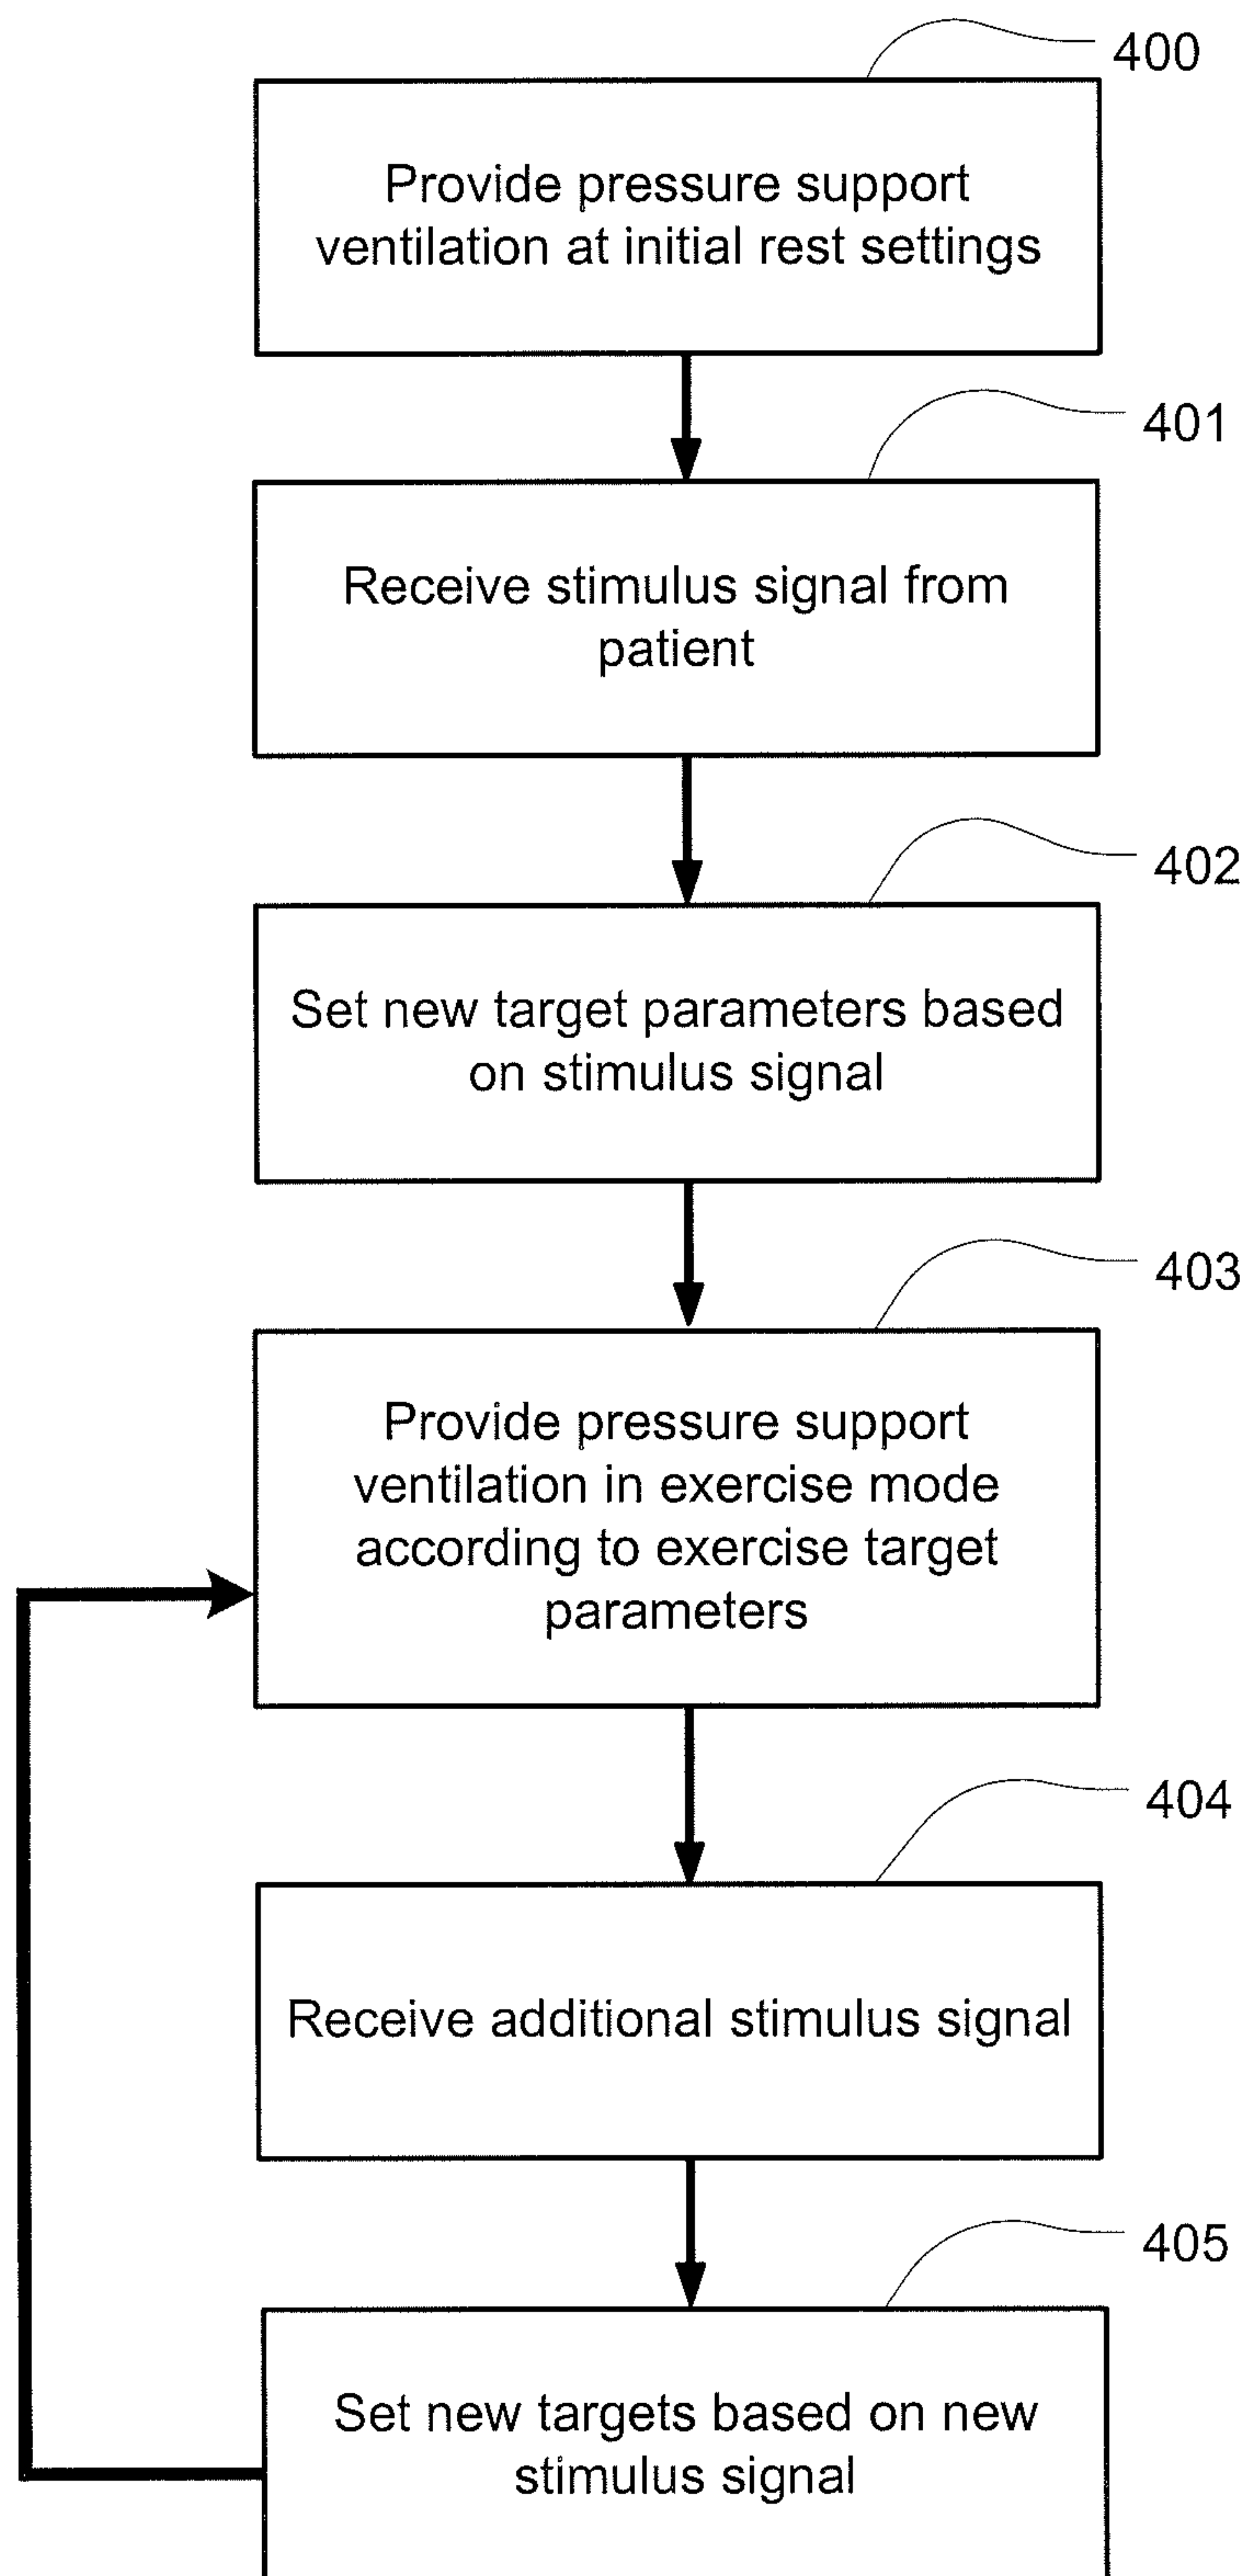 400
Provide pressure support
ventilation at initial rest settings
401
Receive stimulus signal from
patient
402
Set new target parameters based
on stimulus signal
403
Provide pressure support
ventilation in exercise mode
according to exercise target
parameters
404
Receive additional stimulus signal
405
Set new targets based on new
stimulus signal